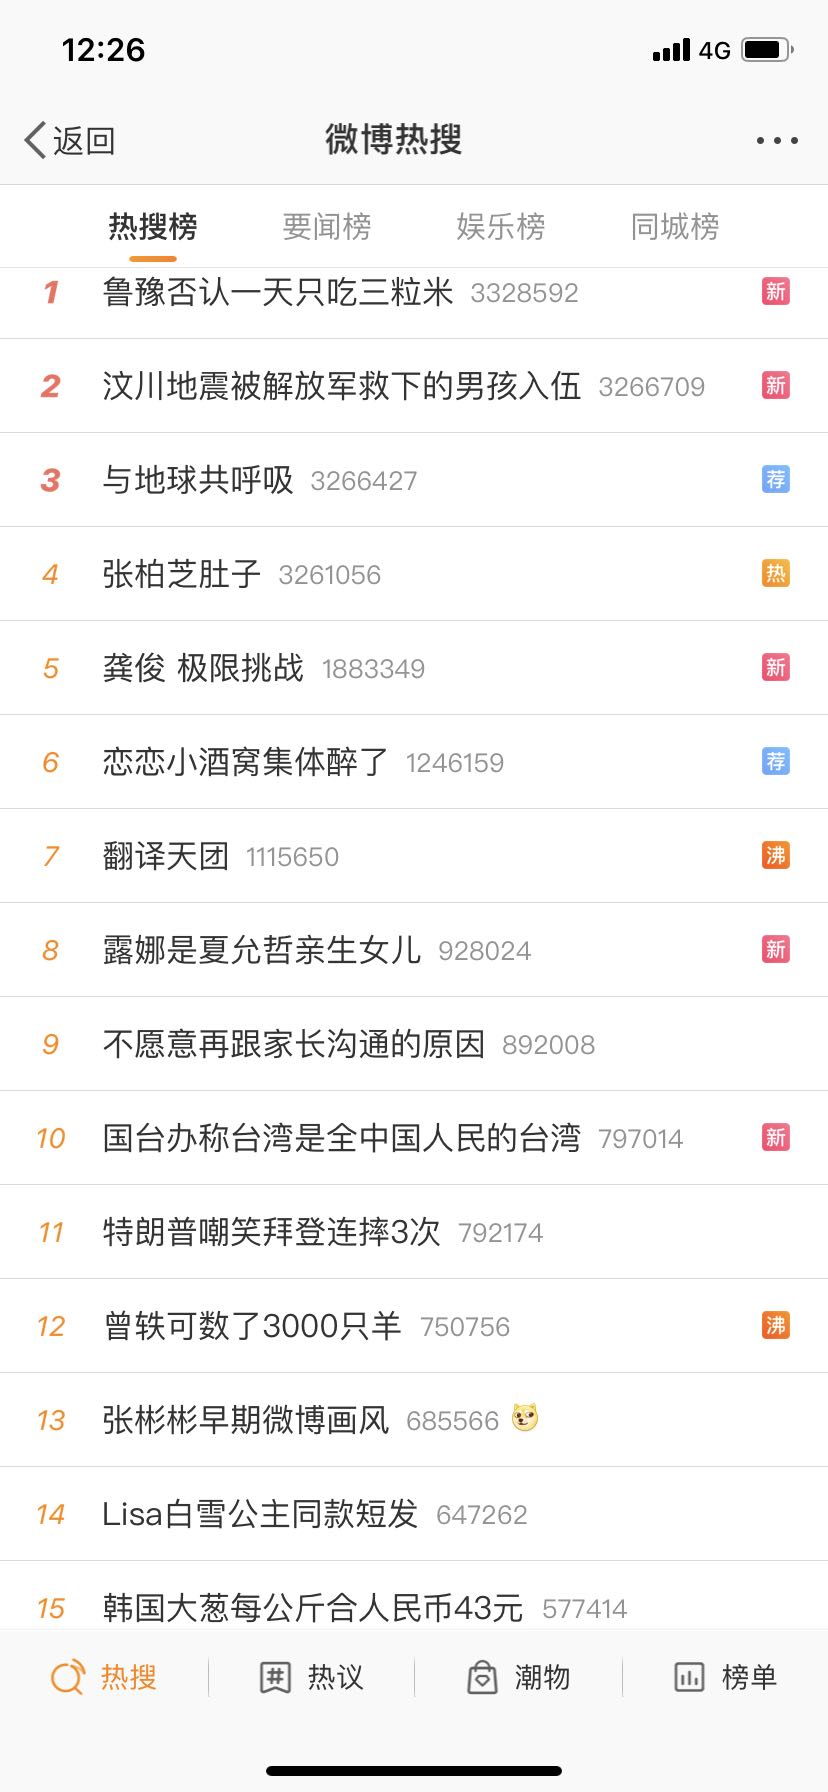 12:26 4G
返回 微博热搜
热搜榜 要闻榜 娱乐榜 同城榜
1 鲁豫否认一天只吃三粒米 3328592 新
2 汶川地震被解放军救下的男孩入伍 3266709 新
3 与地球共呼吸 3266427 荐
4 张柏芝肚子 3261056 热
5 龚俊 极限挑战 1883349 新
6 恋恋小酒窝集体醉了 1246159 荐
7 翻译天团 1115650 沸
8 露娜是夏允哲亲生女儿 928024 新
9 不愿意再跟家长沟通的原因 892008
10 国台办称台湾是全中国人民的台湾 797014 新
11 特朗普嘲笑拜登连摔3次 792174
12 曾轶可数了3000只羊 750756 沸
13 张彬彬早期微博画风 685566
14 Lisa白雪公主同款短发 647262
15 韩国大葱每公斤合人民币43元 577414
热搜 热议 潮物 榜单